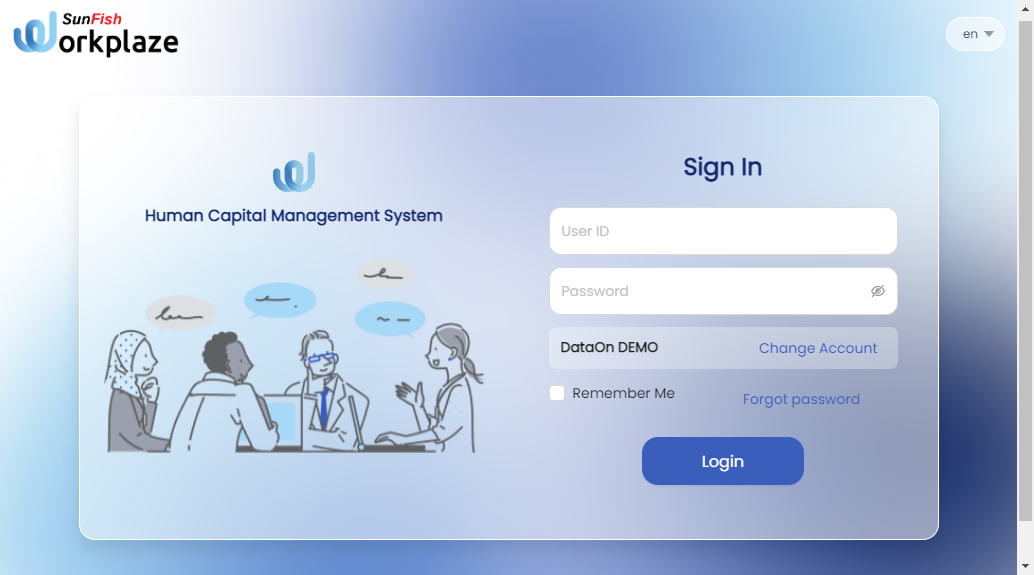 SunFish
Workplaze
en
Human Capital Management System
Sign In
User ID
Password
DataOn DEMO
Change Account
Remember Me
Forgot password
Login